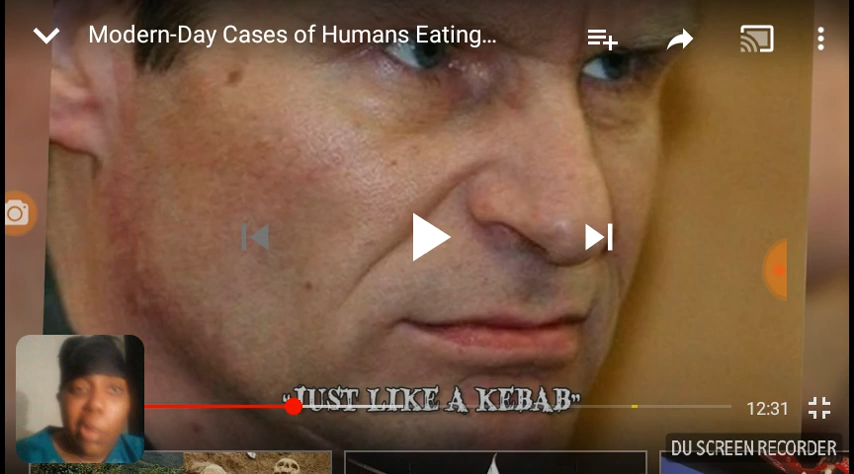 Modern-Day Cases of Humans Eating...
"JUST LIKE A KEBAB"
12:31
DU SCREEN RECORDER